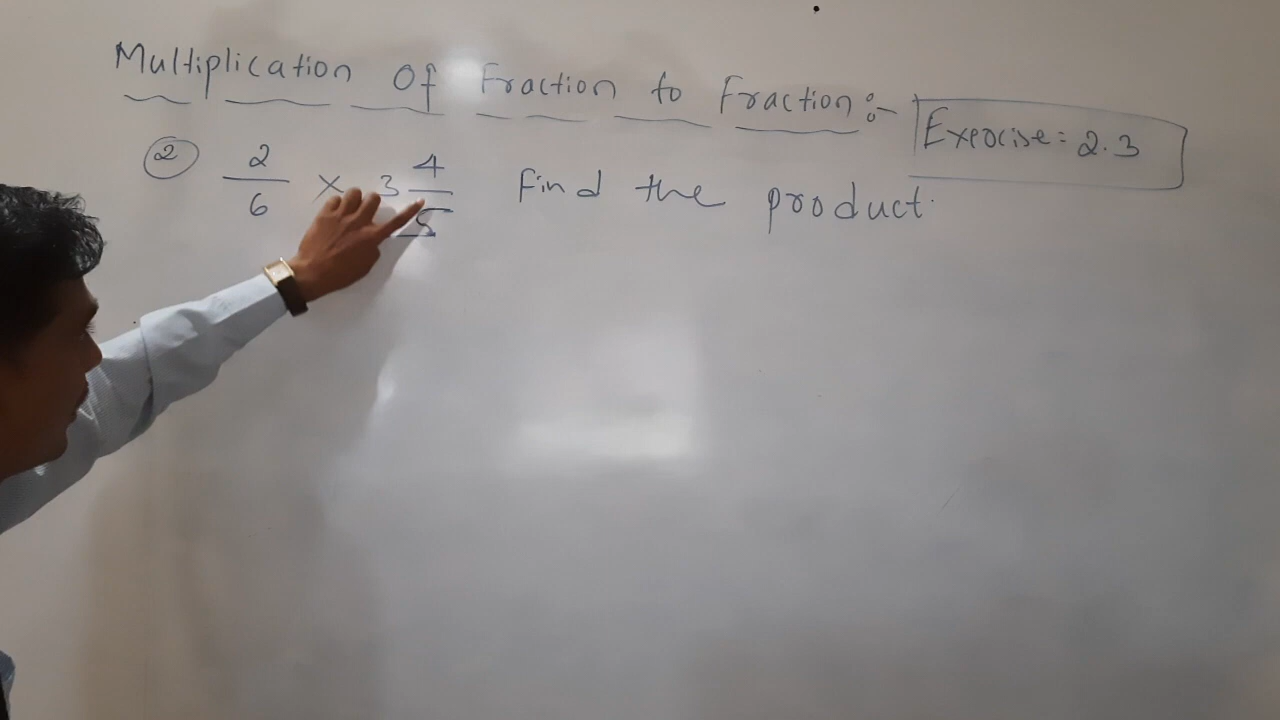 Multiplication Of Fraction to Fraction :-
Exercise = 2.3
② 2/6 × 3 4/5 Find the product.